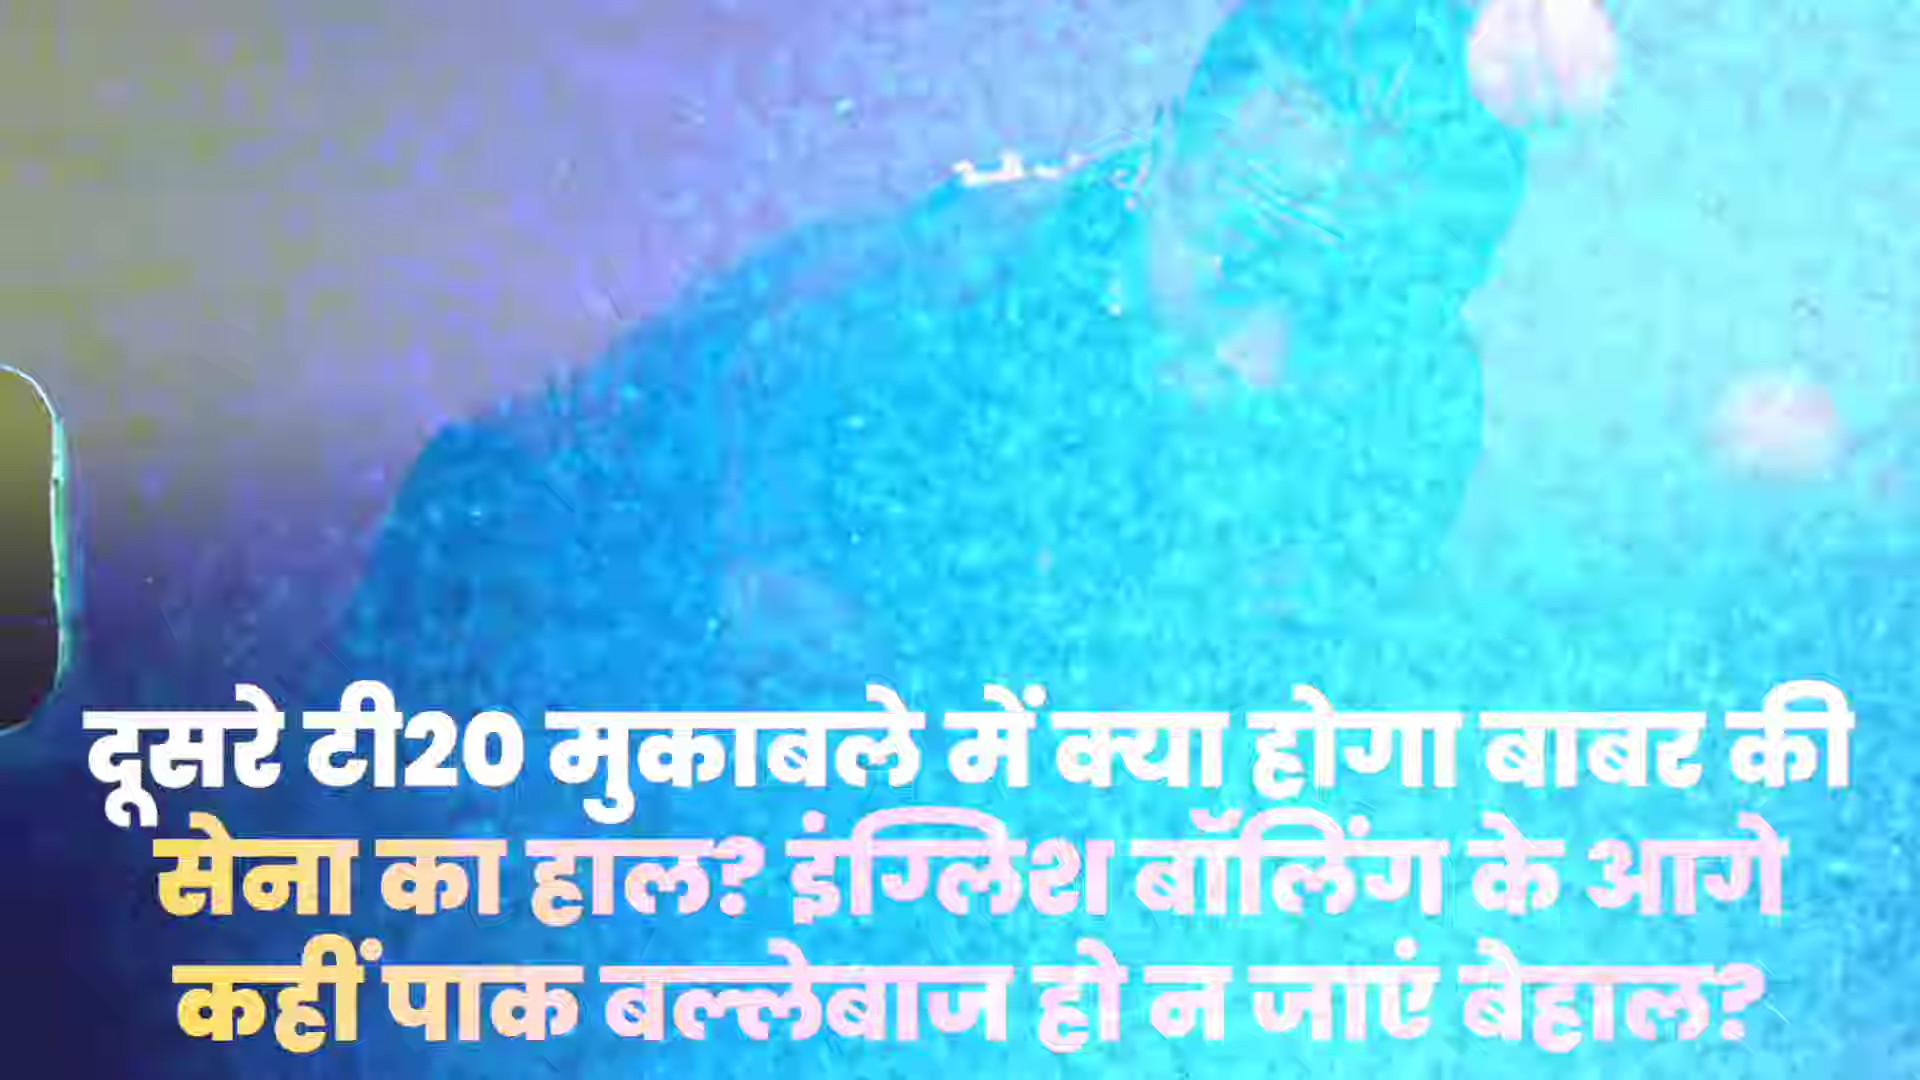 दूसरे टी20 मुकाबले में क्या होगा बाबर की
सेना का हाल? इंग्लिश बॉलिंग के आगे
कहीं पाक बल्लेबाज हो न जाएं बेहाल?